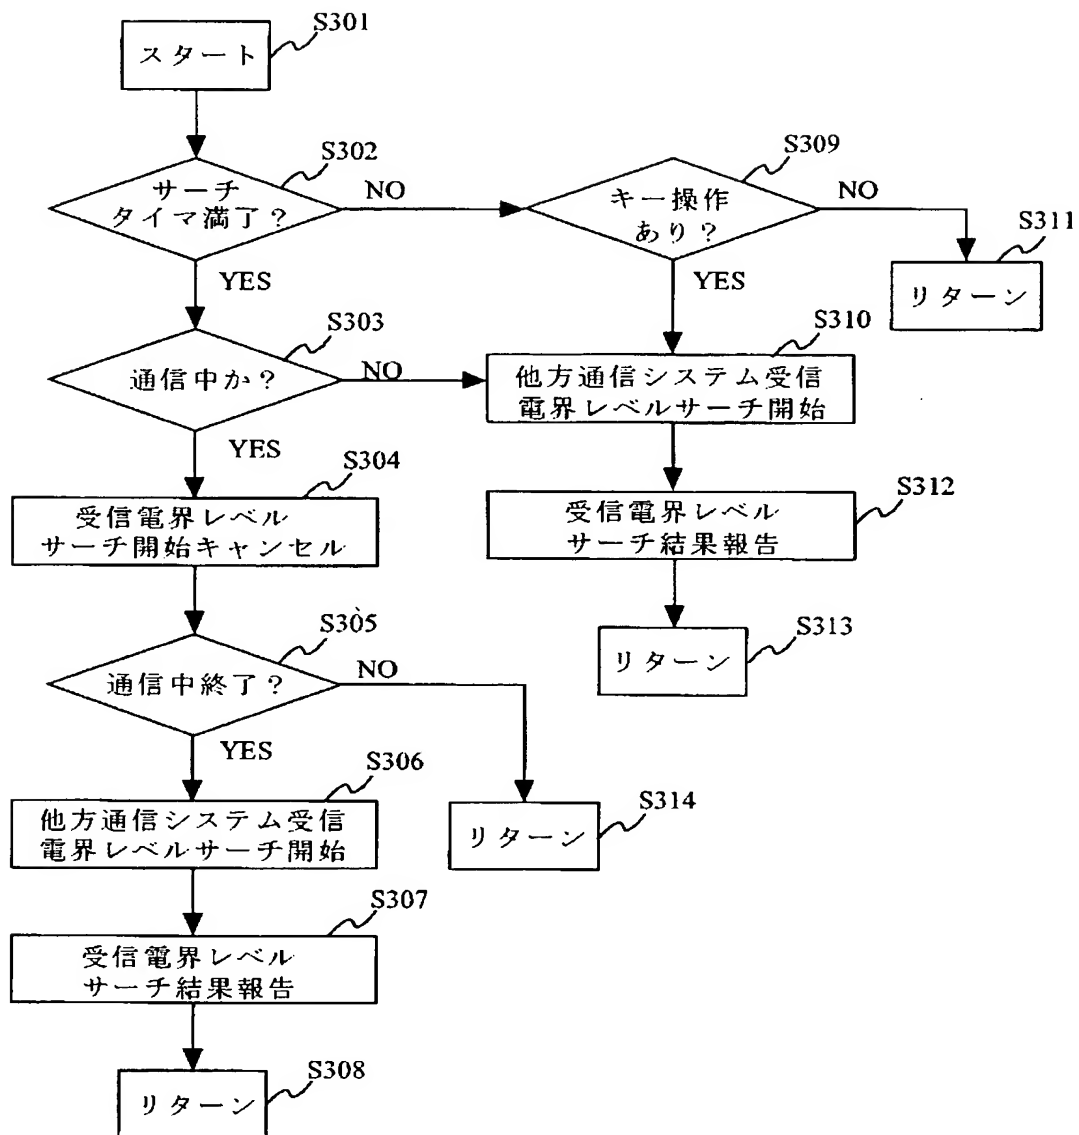 S301
スタート
S302
サーチ
タイマ満了?
NO
YES
S309
キー操作
あり?
NO
YES
S311
リターン
S303
通信中か?
NO
YES
S310
他方通信システム受信
電界レベルサーチ開始
S304
受信電界レベル
サーチ開始キャンセル
S312
受信電界レベル
サーチ結果報告
S305
通信中終了?
NO
YES
S313
リターン
S306
他方通信システム受信
電界レベルサーチ開始
S314
リターン
S307
受信電界レベル
サーチ結果報告
S308
リターン